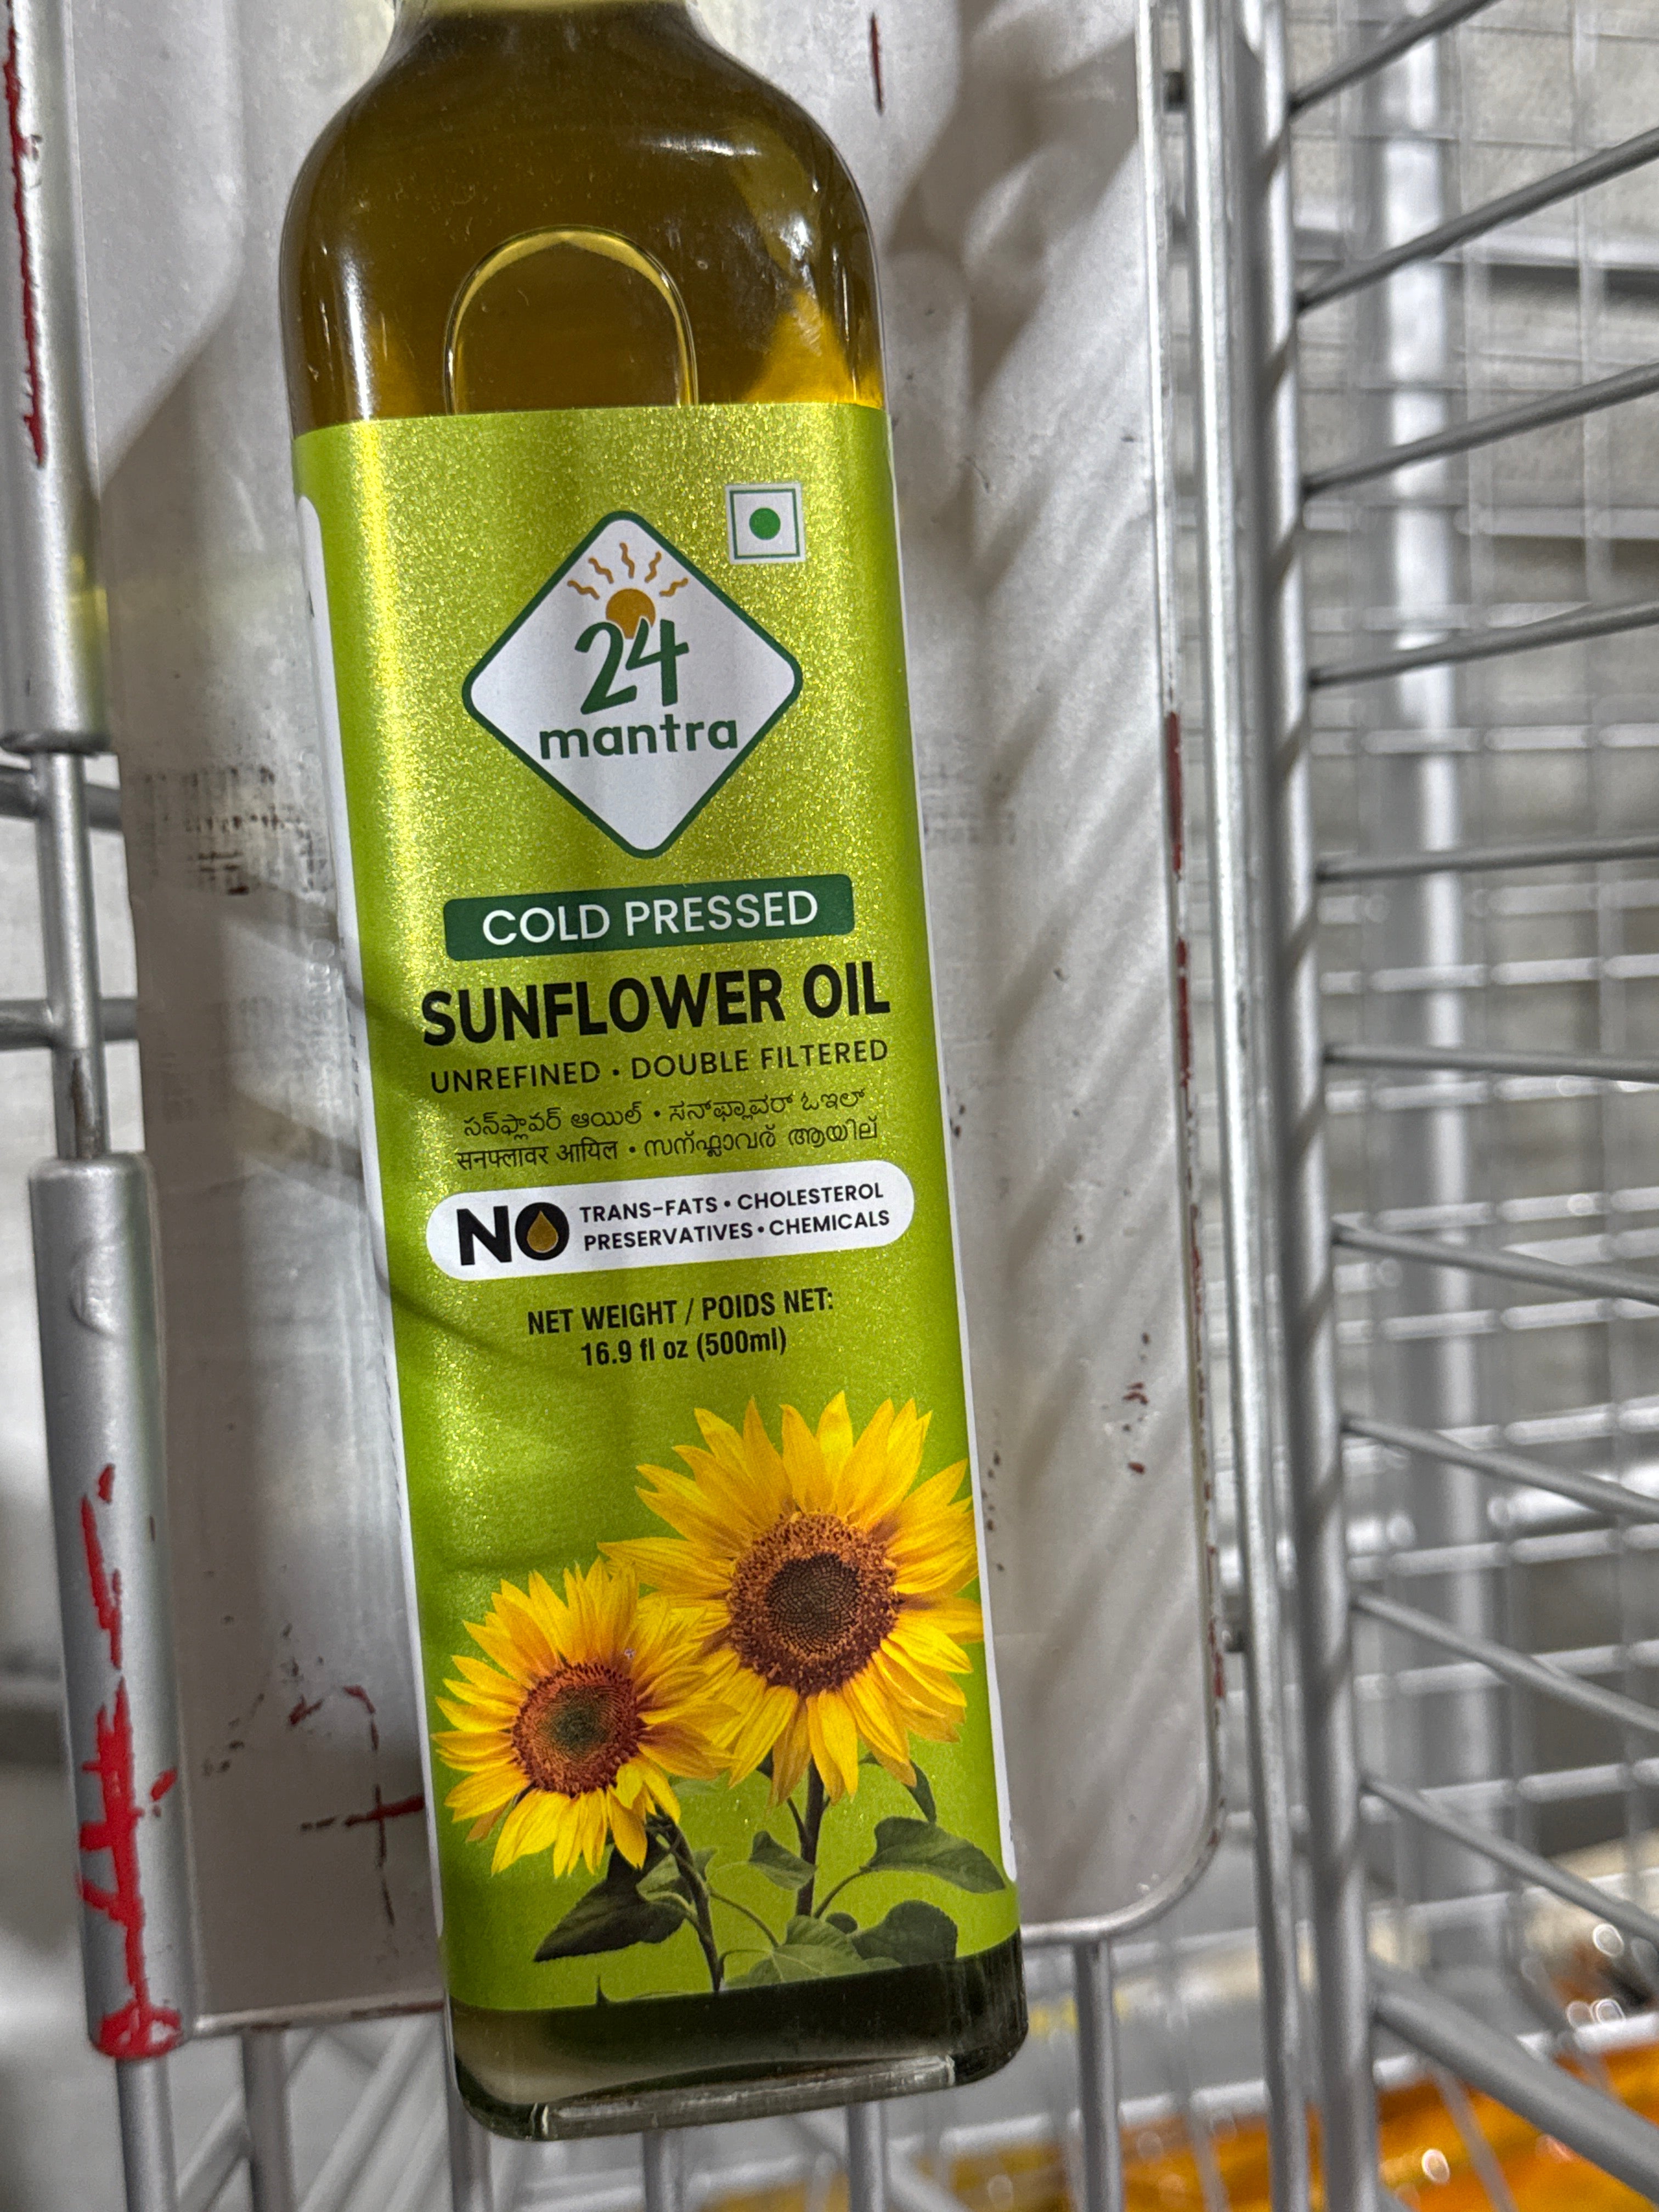 24
mantra
COLD PRESSED
SUNFLOWER OIL
UNREFINED • DOUBLE FILTERED
సన్‌ఫ్లావర్ ఆయిల్ • ಸನ್‌ಫ್ಲಾವರ್ ಓಇಲ್
सनफ्लावर आयिल • സന്ഫ്ലാവര് ആയില്
NO TRANS-FATS • CHOLESTEROL
PRESERVATIVES • CHEMICALS
NET WEIGHT / POIDS NET:
16.9 fl oz (500ml)